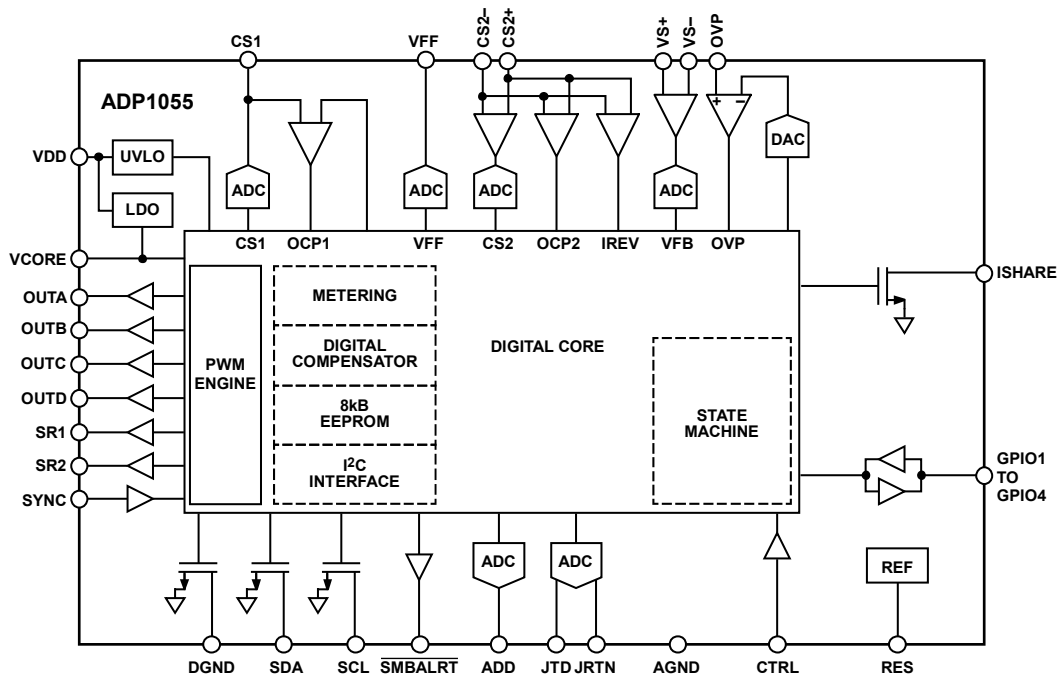 CS1
VFF
CS2–
CS2+
VS+
VS–
OVP
ADP1055
+
–
DAC
VDD
UVLO
LDO
ADC
ADC
ADC
ADC
CS1
OCP1
VFF
CS2
OCP2
IREV
VFB
OVP
VCORE
OUTA
OUTB
OUTC
OUTD
SR1
SR2
SYNC
PWM
ENGINE
METERING
DIGITAL
COMPENSATOR
8kB
EEPROM
I²C
INTERFACE
DIGITAL CORE
STATE
MACHINE
ISHARE
GPIO1
TO
GPIO4
ADC
ADC
REF
DGND
SDA
SCL
SMBALRT
ADD
JTD
JRTN
AGND
CTRL
RES